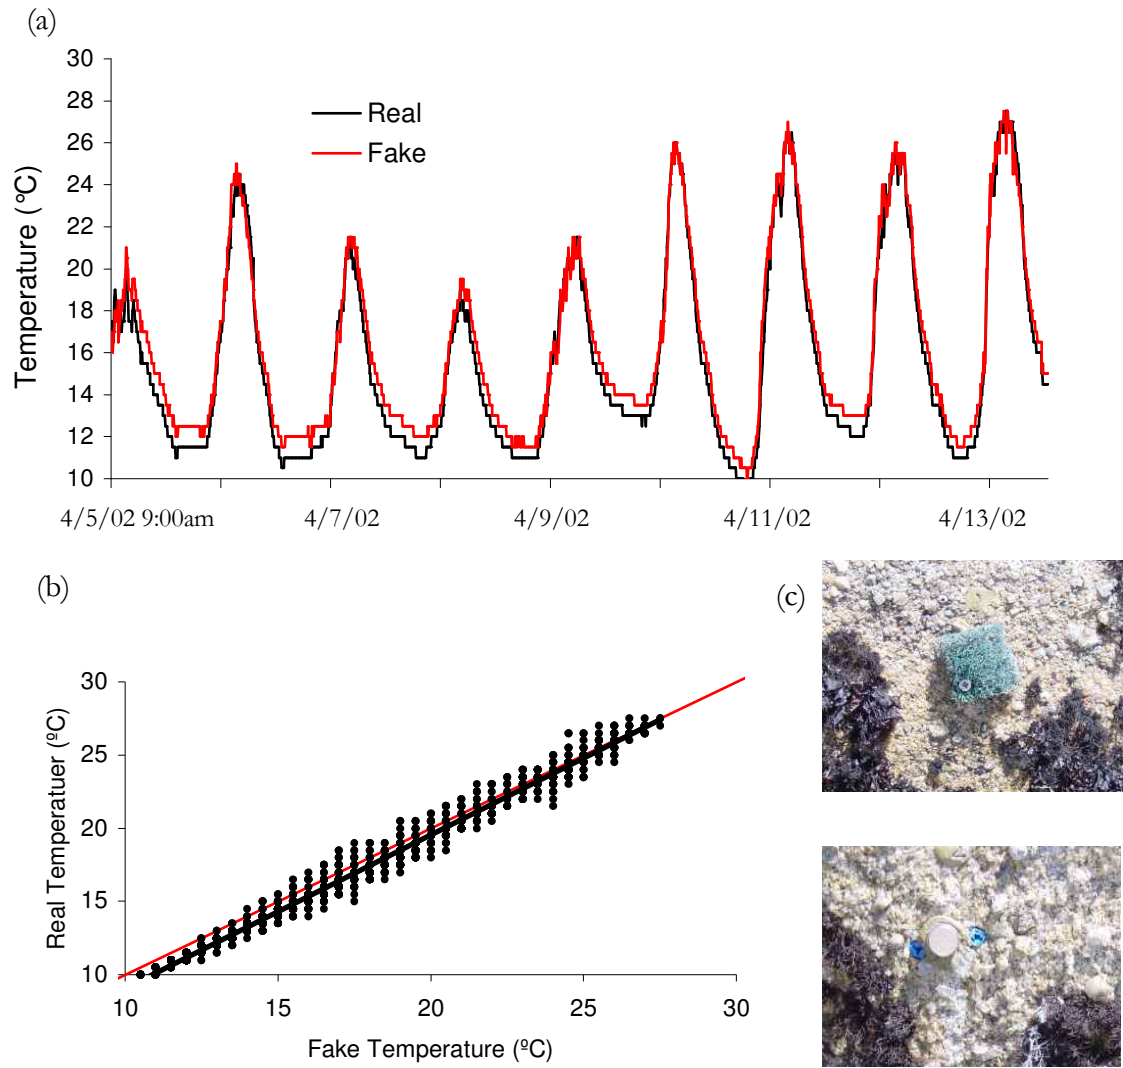 (a)
30
28
26
24
22
20
18
16
14
12
10
Temperature (°C)
Real
Fake
4/5/02 9:00am 4/7/02 4/9/02 4/11/02 4/13/02
(b)
30
25
20
15
10
Real Temperatuer (ºC)
10 15 20 25 30
Fake Temperature (ºC)
(c)